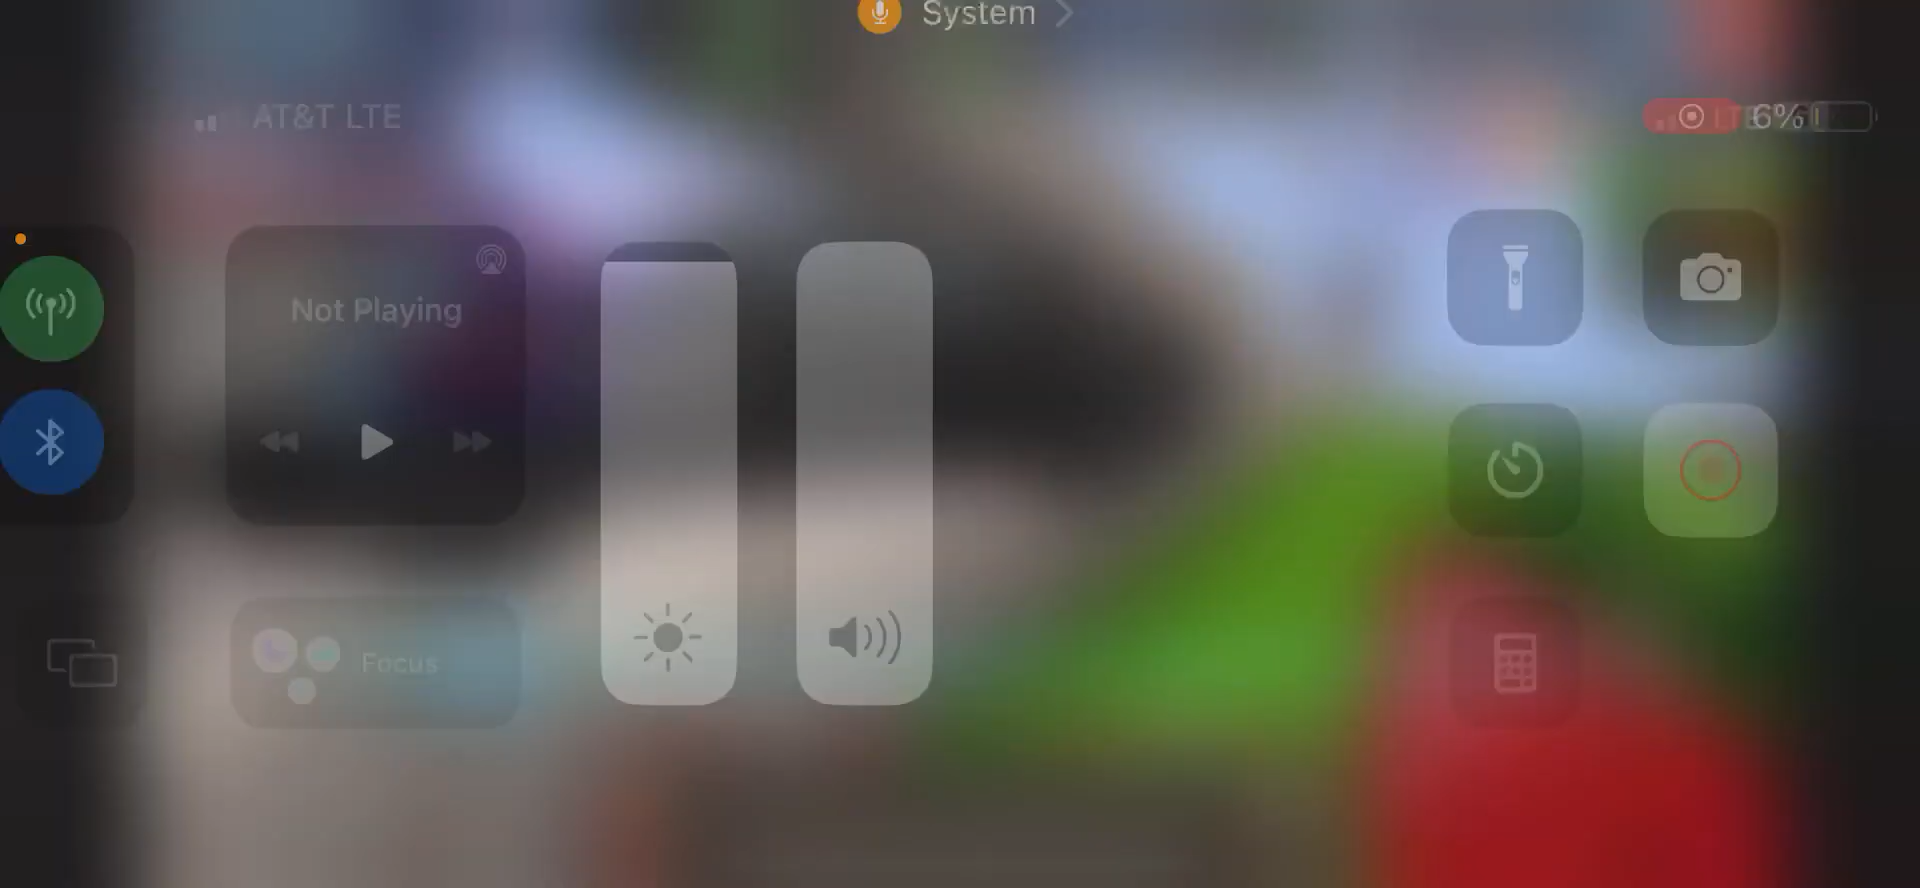 System
AT&T LTE
6%
Not Playing
Focus